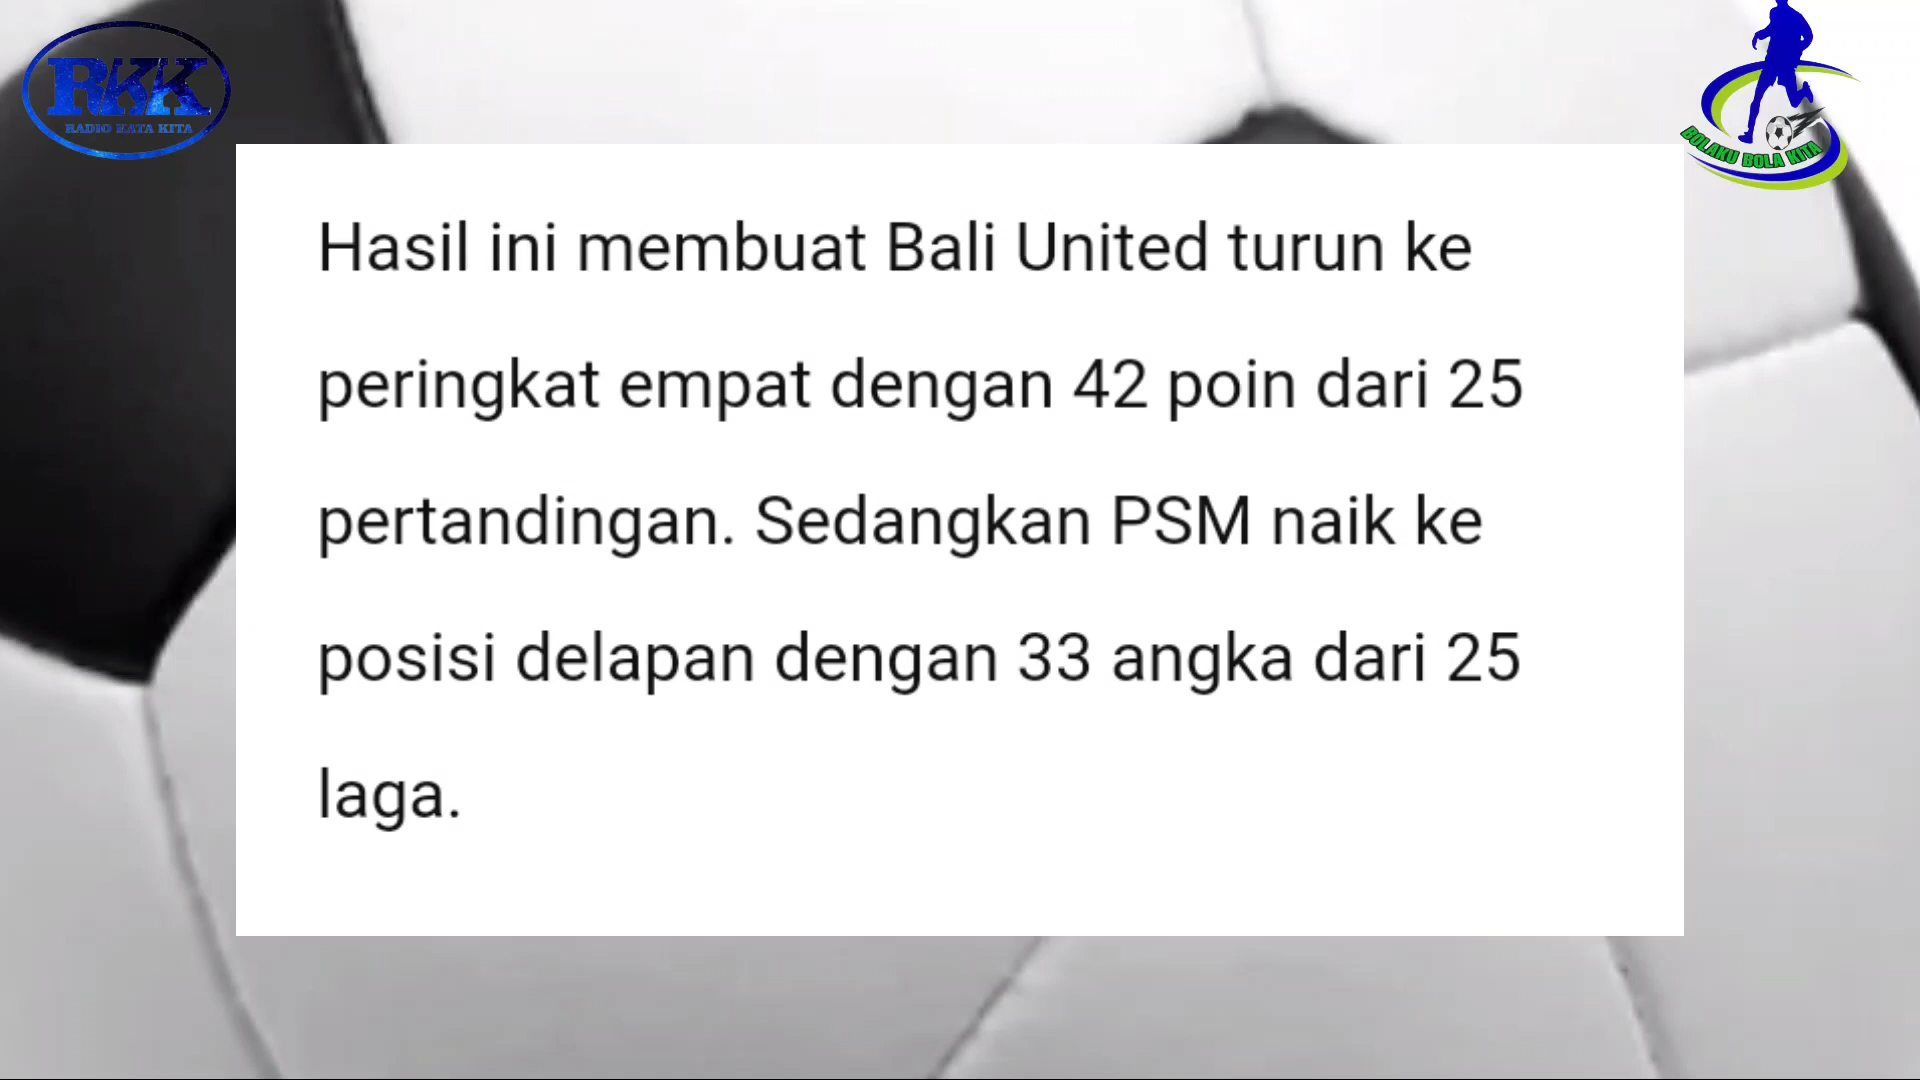 RKK
RADIO KATA KITA
BOLAKU BOLA KITA
Hasil ini membuat Bali United turun ke
peringkat empat dengan 42 poin dari 25
pertandingan. Sedangkan PSM naik ke
posisi delapan dengan 33 angka dari 25
laga.